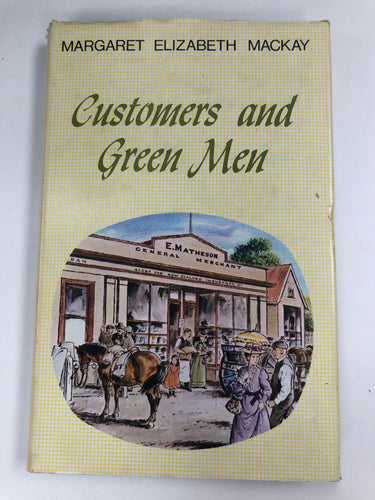 MARGARET ELIZABETH MACKAY
Customers and
Green Men
E. MATHESON
GENERAL MERCHANT
AGENT FOR NEW ZEALAND INSURANCE Co.